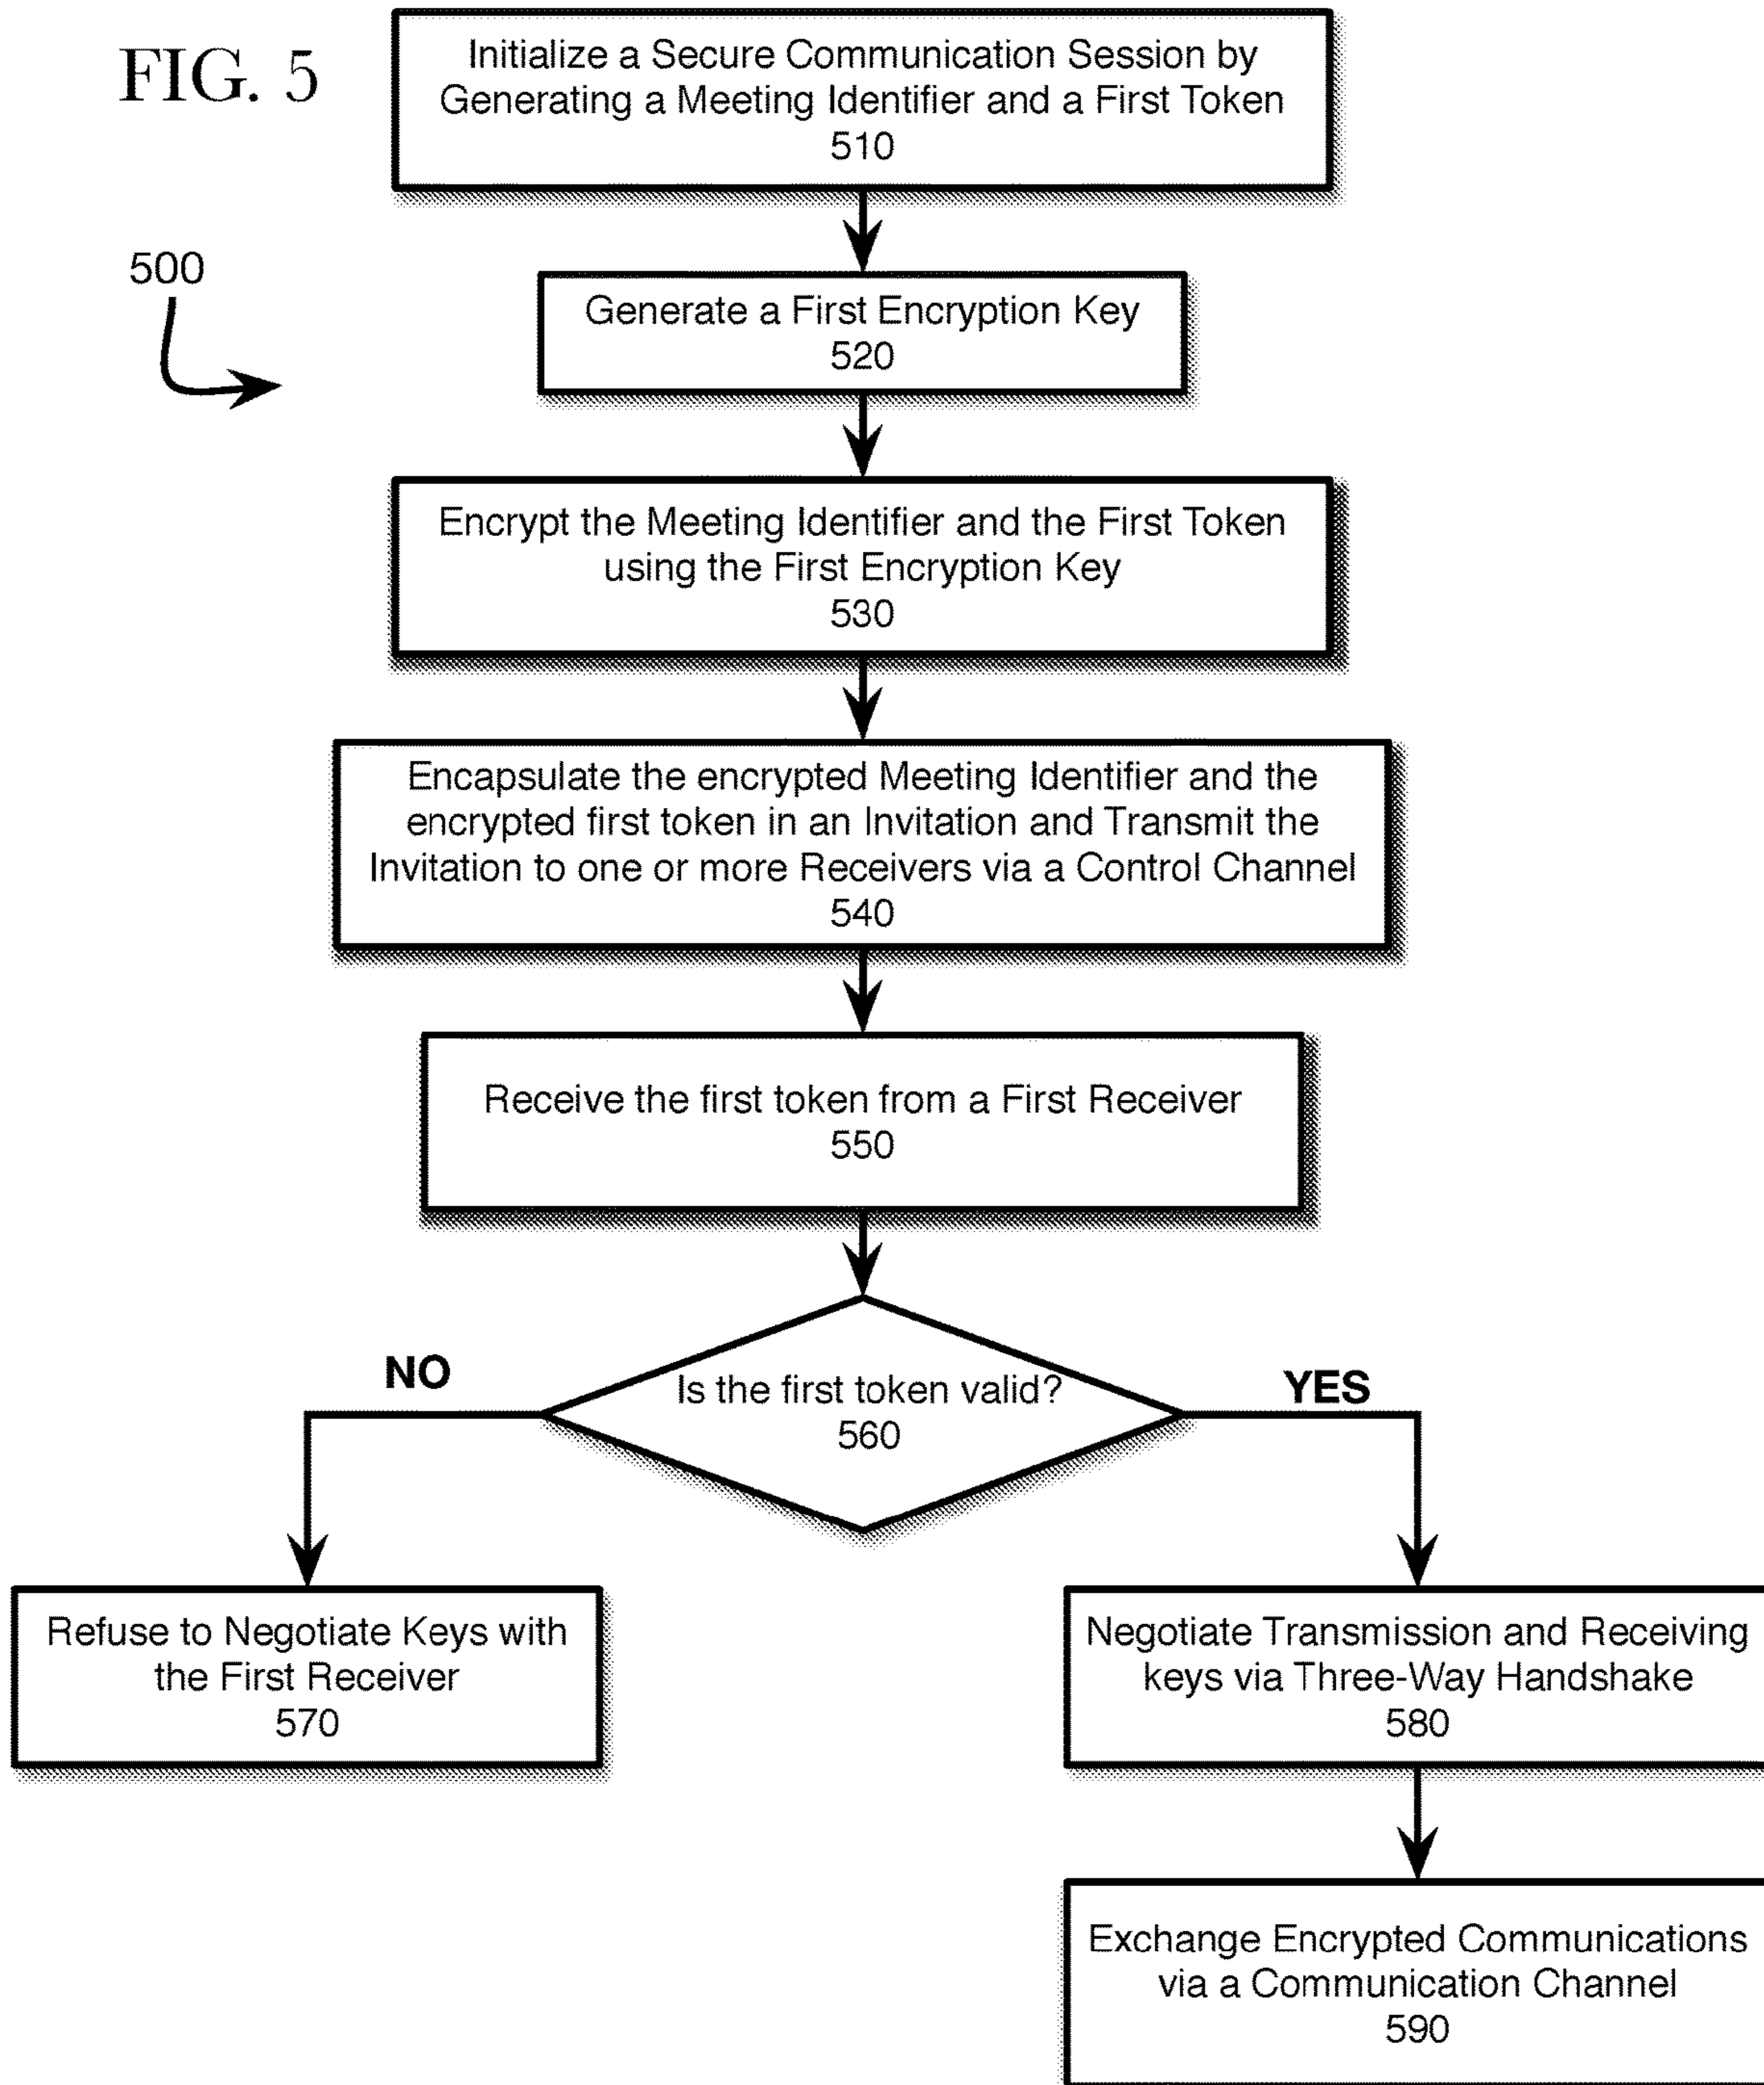 FIG. 5
Initialize a Secure Communication Session by
Generating a Meeting Identifier and a First Token
510
500
Generate a First Encryption Key
520
Encrypt the Meeting Identifier and the First Token
using the First Encryption Key
530
Encapsulate the encrypted Meeting Identifier and the
encrypted first token in an Invitation and Transmit the
Invitation to one or more Receivers via a Control Channel
540
Receive the first token from a First Receiver
550
Is the first token valid?
560
NO
YES
Refuse to Negotiate Keys with
the First Receiver
570
Negotiate Transmission and Receiving
keys via Three-Way Handshake
580
Exchange Encrypted Communications
via a Communication Channel
590